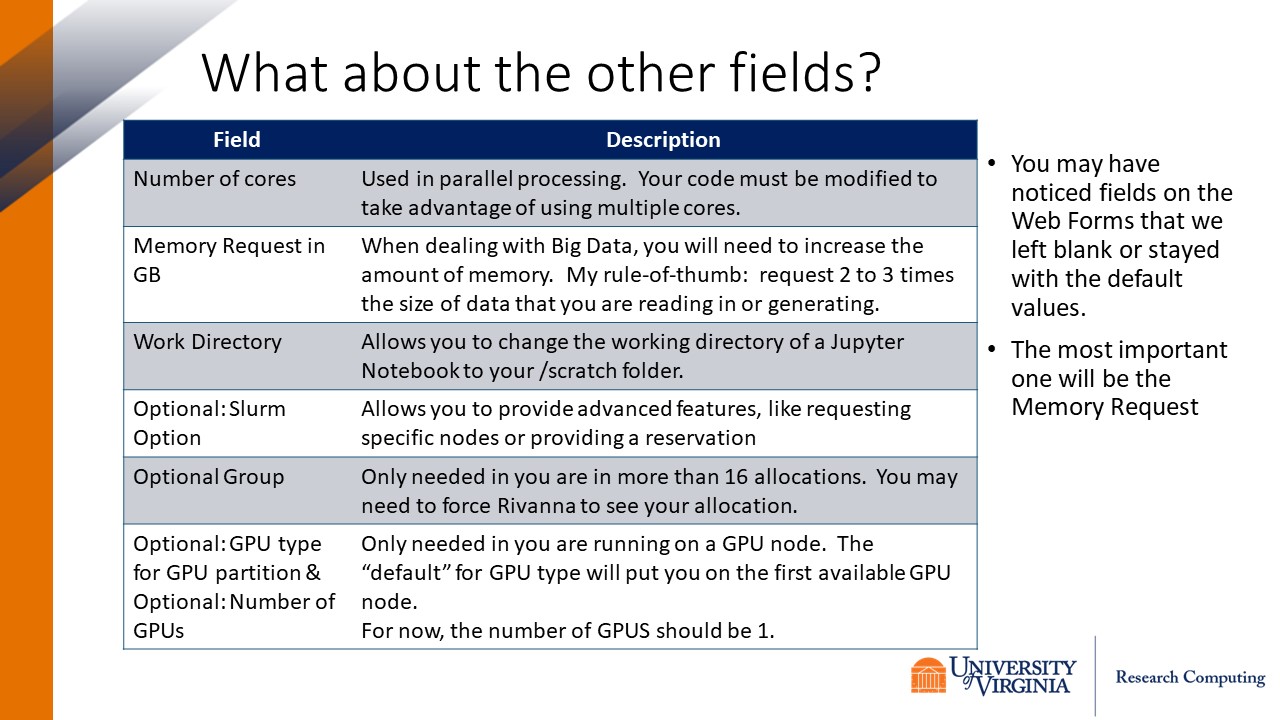 What about the other fields?
Field Description
Number of cores
Used in parallel processing.  Your code must be modified to
take advantage of using multiple cores.
Memory Request in
GB
When dealing with Big Data, you will need to increase the
amount of memory.  My rule-of-thumb:  request 2 to 3 times
the size of data that you are reading in or generating.
Work Directory
Allows you to change the working directory of a Jupyter
Notebook to your /scratch folder.
Optional: Slurm
Option
Allows you to provide advanced features, like requesting
specific nodes or providing a reservation
Optional Group
Only needed in you are in more than 16 allocations.  You may
need to force Rivanna to see your allocation.
Optional: GPU type
for GPU partition &
Optional: Number of
GPUs
Only needed in you are running on a GPU node.  The
“default” for GPU type will put you on the first available GPU
node.
For now, the number of GPUS should be 1.
• You may have
noticed fields on the
Web Forms that we
left blank or stayed
with the default
values.
• The most important
one will be the
Memory Request
UNIVERSITY
of VIRGINIA
Research Computing